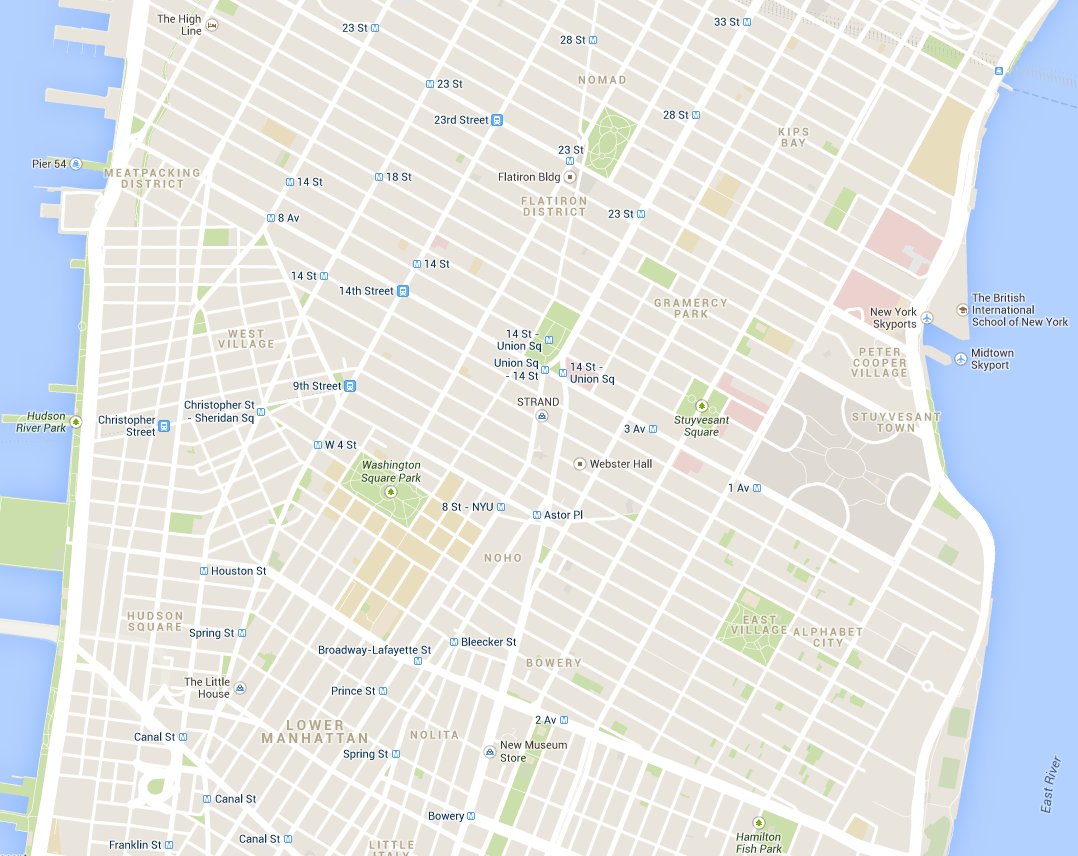 The High
Line
23 St
33 St
28 St
NOMAD
23 St
23rd Street
28 St
KIPS
BAY
23 St
Pier 54
MEATPACKING
DISTRICT
14 St
18 St
Flatiron Bldg
FLATIRON
DISTRICT
8 Av
23 St
14 St
14 St
14th Street
GRAMERCY
PARK
New York
Skyports
The British
International
School of New York
WEST
VILLAGE
14 St -
Union Sq
Union Sq
- 14 St
14 St -
Union Sq
PETER
COOPER
VILLAGE
Midtown
Skyport
9th Street
STRAND
Hudson
River Park
Christopher
Street
Christopher St
- Sheridan Sq
Stuyvesant
Square
STUYVESANT
TOWN
3 Av
W 4 St
Washington
Square Park
Webster Hall
1 Av
8 St - NYU
Astor Pl
NOHO
Houston St
HUDSON
SQUARE
Spring St
EAST
VILLAGE
ALPHABET
CITY
Broadway-Lafayette St
Bleecker St
BOWERY
The Little
House
Prince St
2 Av
LOWER
MANHATTAN
NOLITA
Canal St
Spring St
New Museum
Store
East River
Canal St
Bowery
Franklin St
Canal St
LITTLE
ITALY
Hamilton
Fish Park